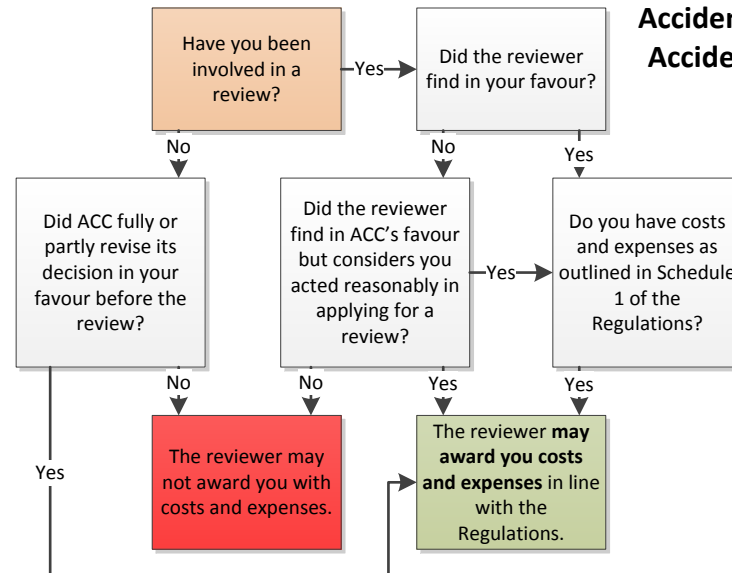 Have you been
involved in a
review?
Yes
Did the reviewer
find in your favour?
No
No
Yes
Did ACC fully or
partly revise its
decision in your
favour before the
review?
Did the reviewer
find in ACC's favour
but considers you
acted reasonably in
applying for a
review?
Yes
Do you have costs
and expenses as
outlined in Schedule
1 of the
Regulations?
No
No
Yes
Yes
Yes
The reviewer may
not award you with
costs and expenses.
The reviewer may
award you costs
and expenses in line
with the
Regulations.